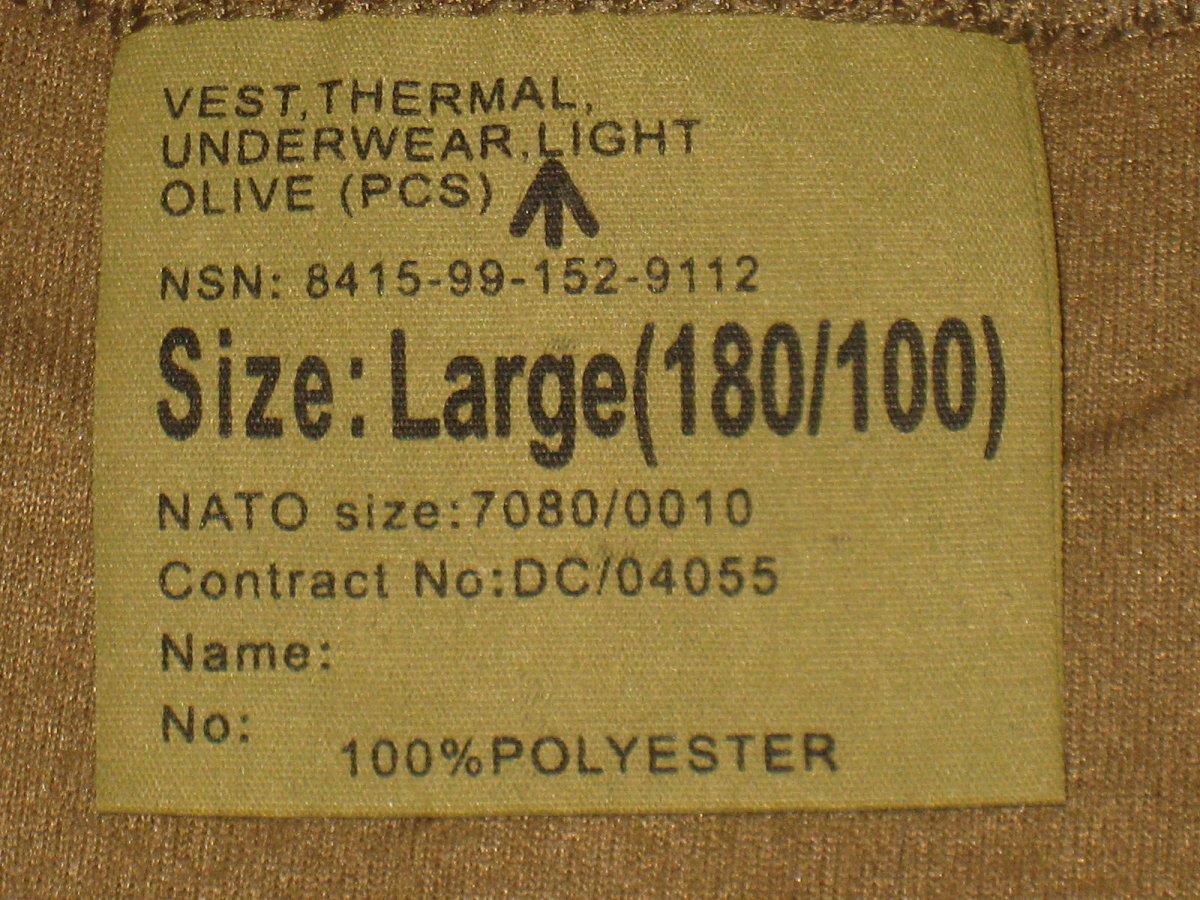 VEST,THERMAL,
UNDERWEAR,LIGHT
OLIVE (PCS)
NSN: 8415-99-152-9112
Size: Large(180/100)
NATO size:7080/0010
Contract No:DC/04055
Name:
No:
100%POLYESTER